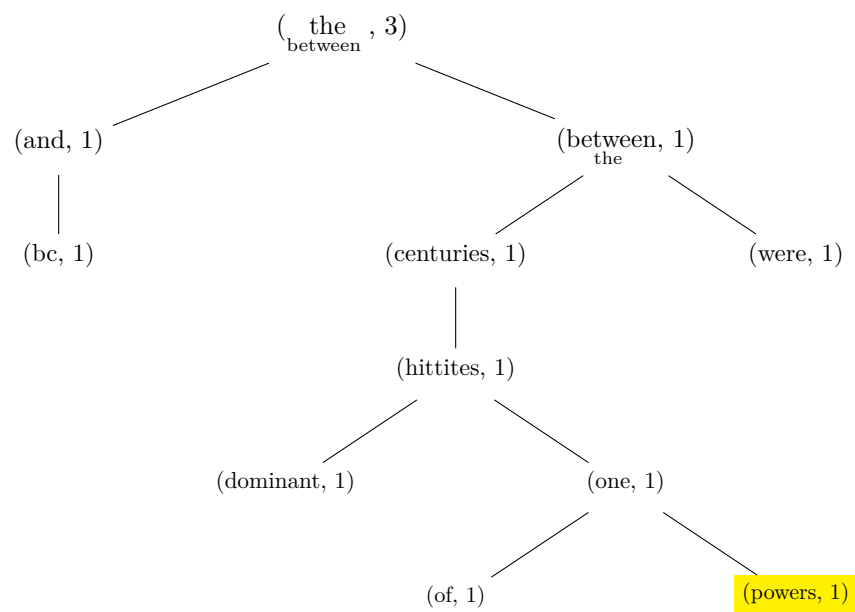 ( the , 3)
between
(and, 1)
(between, 1)
the
(bc, 1)
(centuries, 1)
(were, 1)
(hittites, 1)
(dominant, 1)
(one, 1)
(of, 1)
(powers, 1)